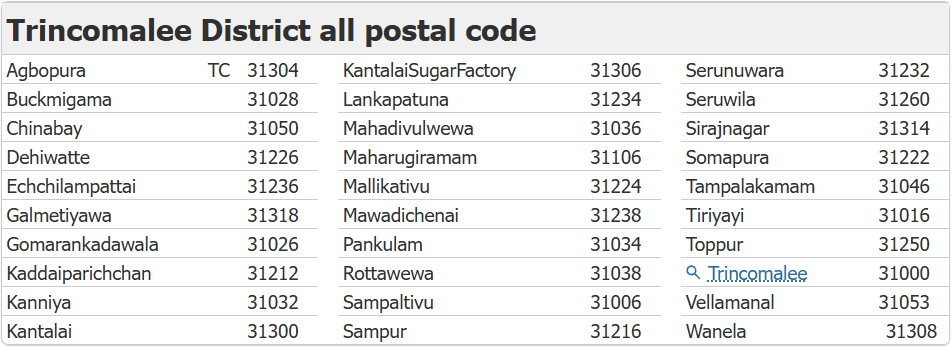 Trincomalee District all postal code
Agbopura TC 31304 KantalaiSugarFactory 31306 Serunuwara 31232
Buckmigama 31028 Lankapatuna 31234 Seruwila 31260
Chinabay 31050 Mahadivulwewa 31036 Sirajnagar 31314
Dehiwatte 31226 Maharugiramam 31106 Somapura 31222
Echchilampattai 31236 Mallikativu 31224 Tampalakamam 31046
Galmetiyawa 31318 Mawadichenai 31238 Tiriyayi 31016
Gomarankadawala 31026 Pankulam 31034 Toppur 31250
Kaddaiparichchan 31212 Rottawewa 31038 Trincomalee 31000
Kanniya 31032 Sampaltivu 31006 Vellamanal 31053
Kantalai 31300 Sampur 31216 Wanela 31308